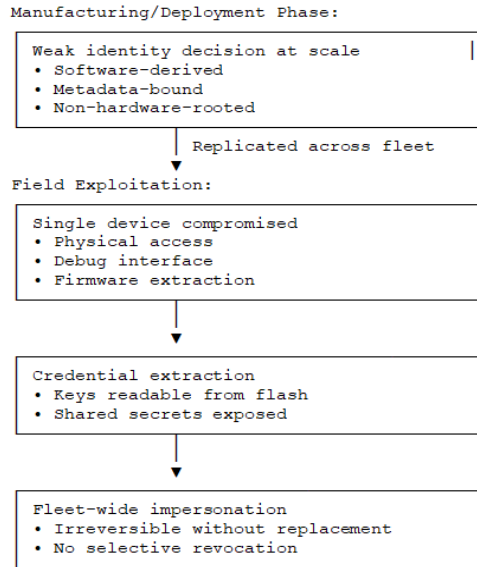 Manufacturing/Deployment Phase:
Weak identity decision at scale
• Software-derived
• Metadata-bound
• Non-hardware-rooted
Replicated across fleet
Field Exploitation:
Single device compromised
• Physical access
• Debug interface
• Firmware extraction
Credential extraction
• Keys readable from flash
• Shared secrets exposed
Fleet-wide impersonation
• Irreversible without replacement
• No selective revocation